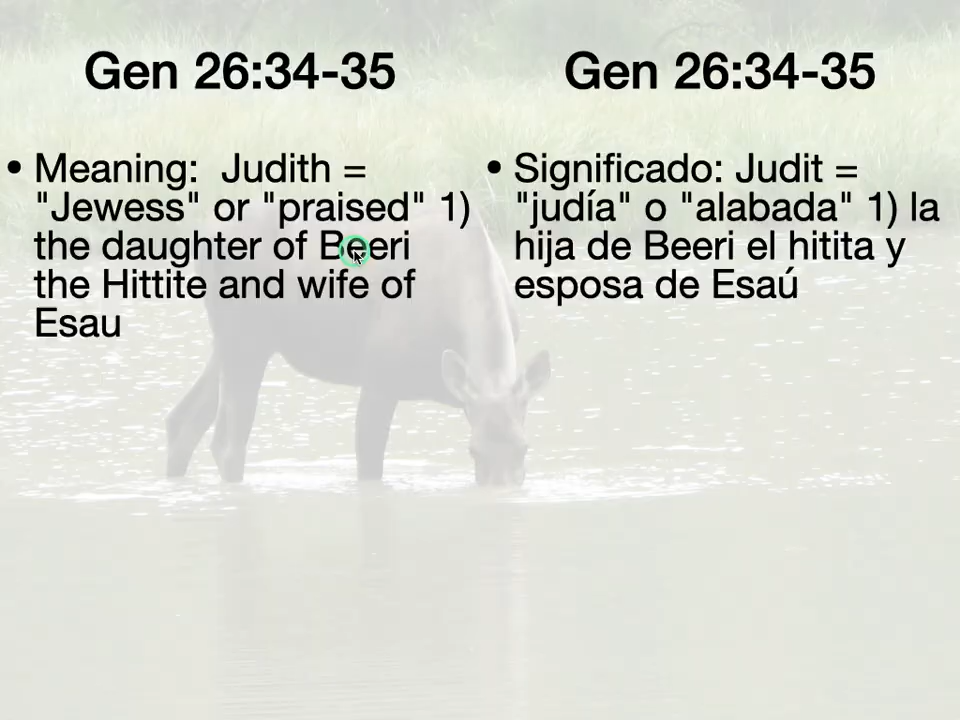 Gen 26:34-35
• Meaning:  Judith =
"Jewess" or "praised" 1)
the daughter of Beeri
the Hittite and wife of
Esau
Gen 26:34-35
• Significado: Judit =
"judía" o "alabada" 1) la
hija de Beeri el hitita y
esposa de Esaú